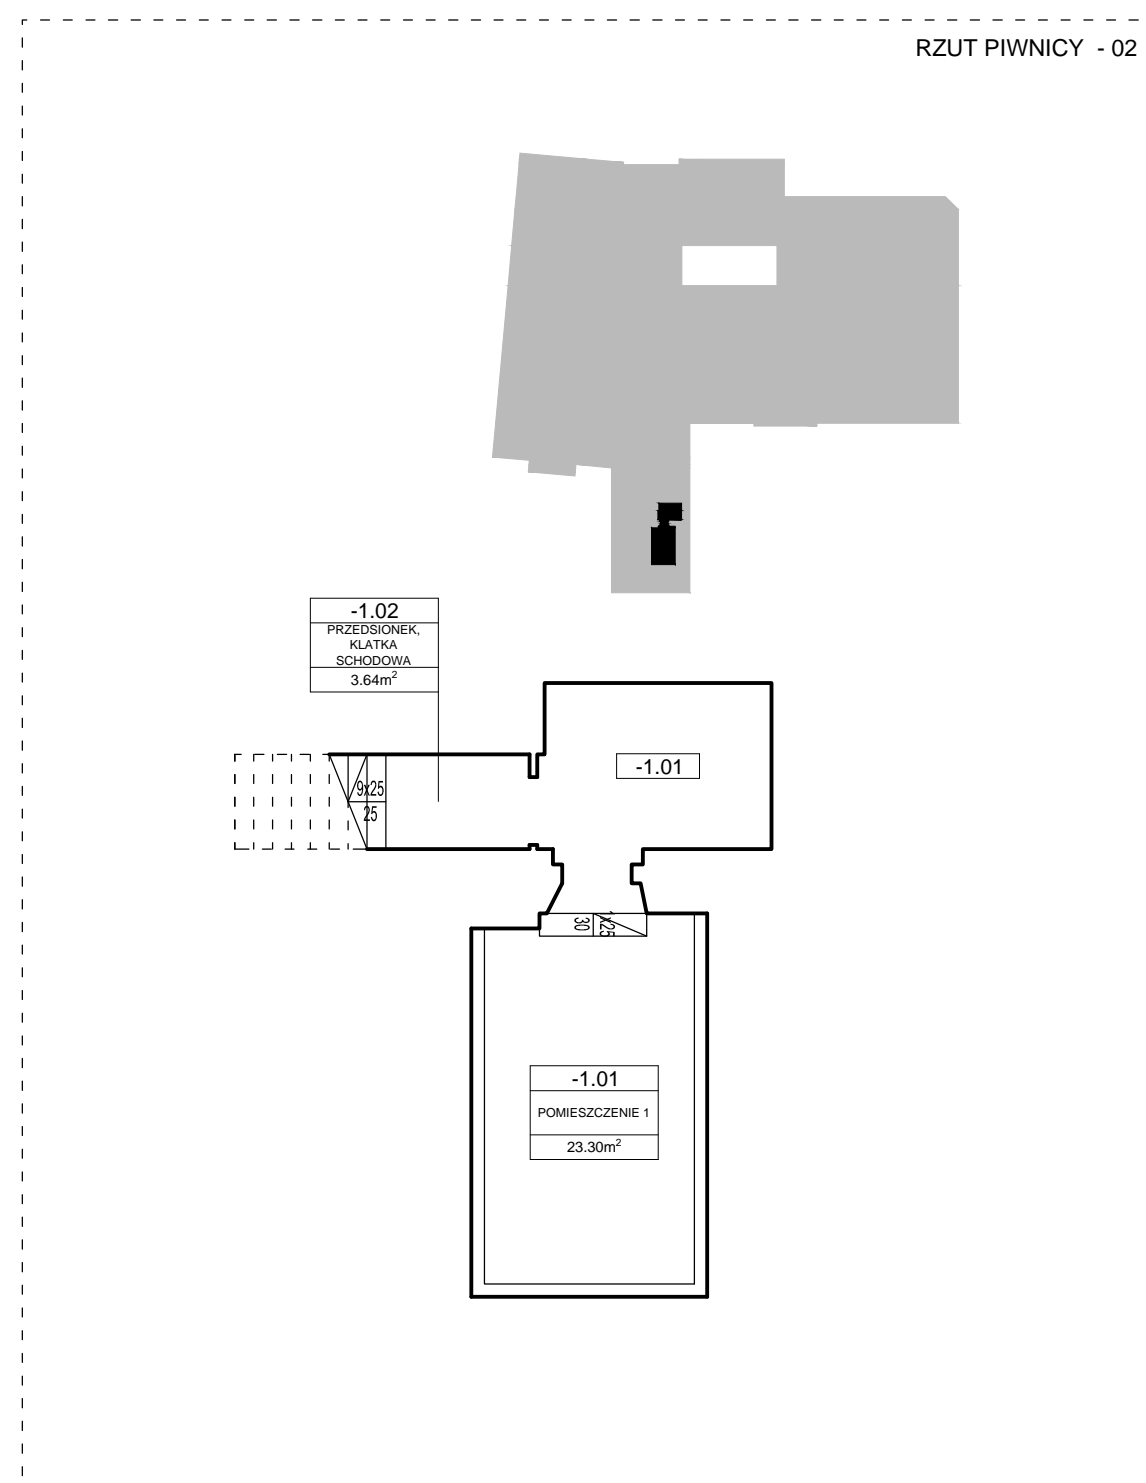 RZUT PIWNICY - 02
-1.02
PRZEDSIONEK,
KLATKA
SCHODOWA
3.64m²
-1.01
9x25
25
1x25
30
-1.01
POMIESZCZENIE 1
23.30m²